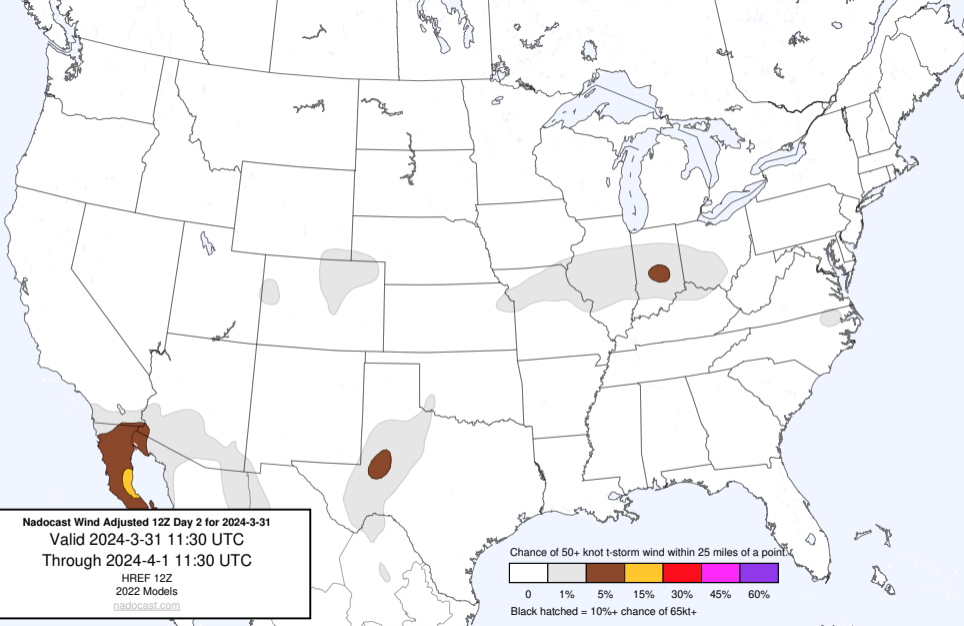 Nadocast Wind Adjusted 12Z Day 2 for 2024-3-31
Valid 2024-3-31 11:30 UTC
Through 2024-4-1 11:30 UTC
HREF 12Z
2022 Models
nadocast.com
Chance of 50+ knot t-storm wind within 25 miles of a point.
0 1% 5% 15% 30% 45% 60%
Black hatched = 10%+ chance of 65kt+